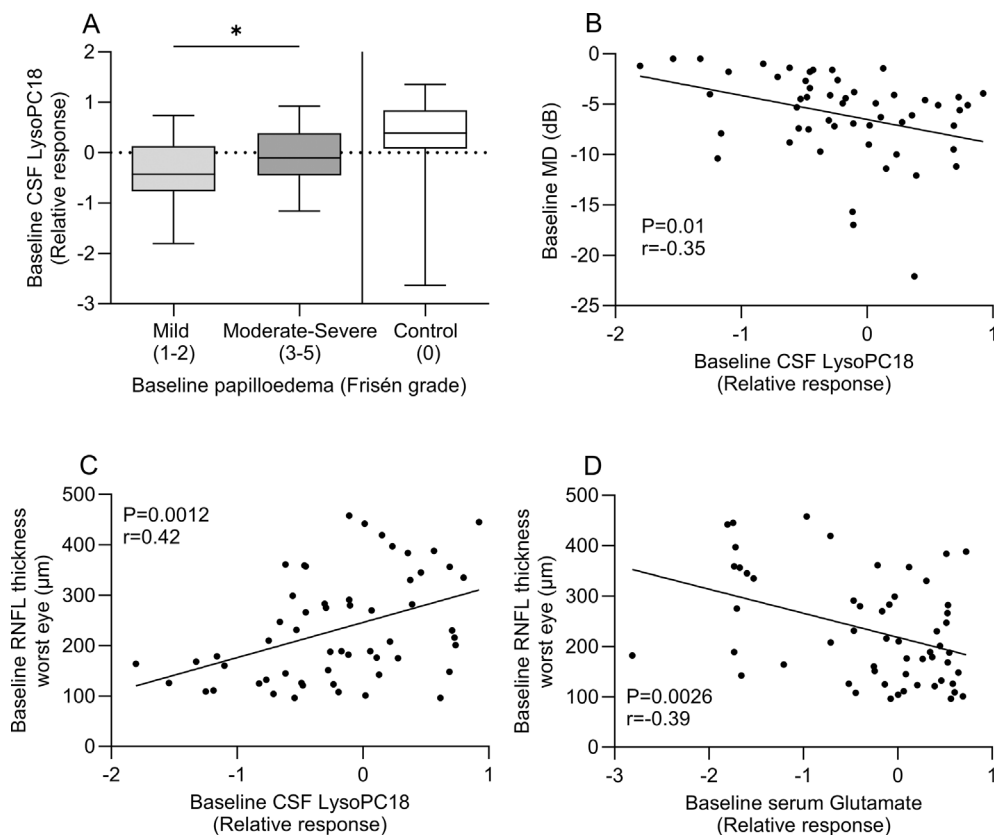 A
*
Baseline CSF LysoPC18
(Relative response)
2
1
0
-1
-2
-3
Mild
(1-2)
Moderate-Severe
(3-5)
Control
(0)
Baseline papilloedema (Frisén grade)
B
Baseline MD (dB)
0
-5
-10
-15
-20
-25
P=0.01
r=-0.35
-2 -1 0 1
Baseline CSF LysoPC18
(Relative response)
C
Baseline RNFL thickness
worst eye (µm)
500
400
300
200
100
0
P=0.0012
r=0.42
-2 -1 0 1
Baseline CSF LysoPC18
(Relative response)
D
Baseline RNFL thickness
worst eye (µm)
500
400
300
200
100
0
P=0.0026
r=-0.39
-3 -2 -1 0 1
Baseline serum Glutamate
(Relative response)